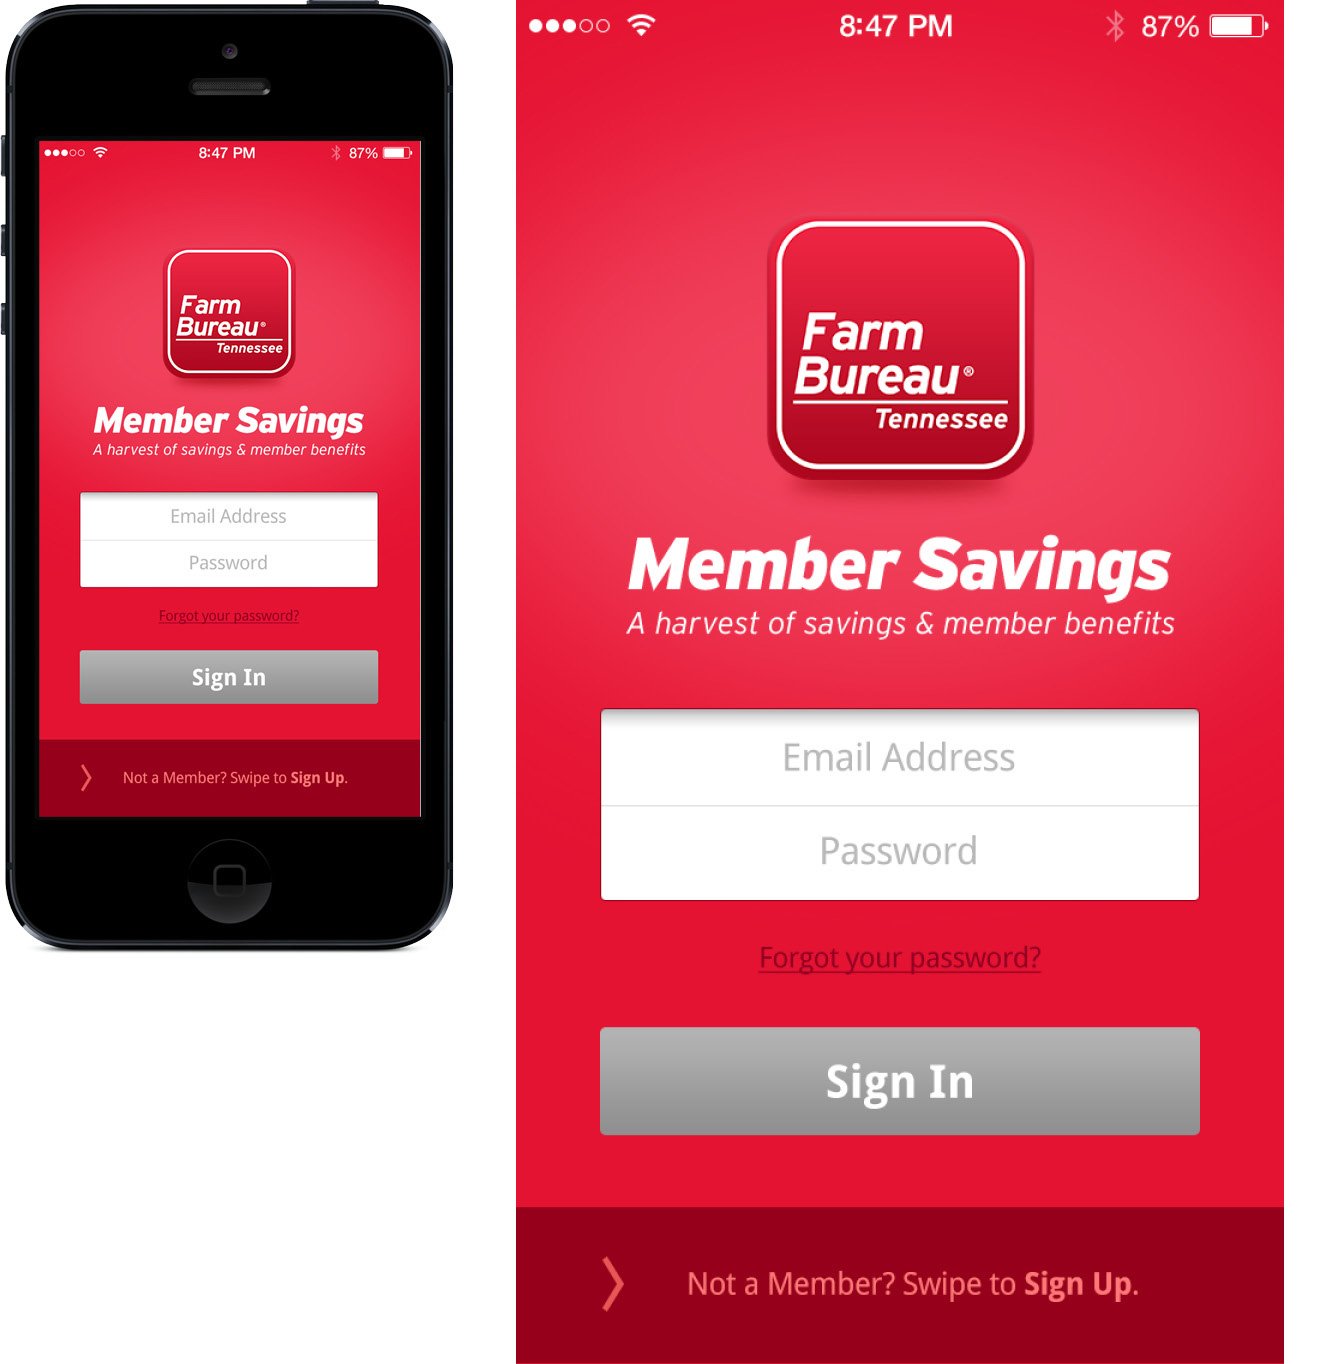 8:47 PM
87%
Farm
Bureau®
Tennessee
Member Savings
A harvest of savings & member benefits
Email Address
Password
Forgot your password?
Sign In
Not a Member? Swipe to Sign Up.
8:47 PM
87%
Farm
Bureau®
Tennessee
Member Savings
A harvest of savings & member benefits
Email Address
Password
Forgot your password?
Sign In
Not a Member? Swipe to Sign Up.